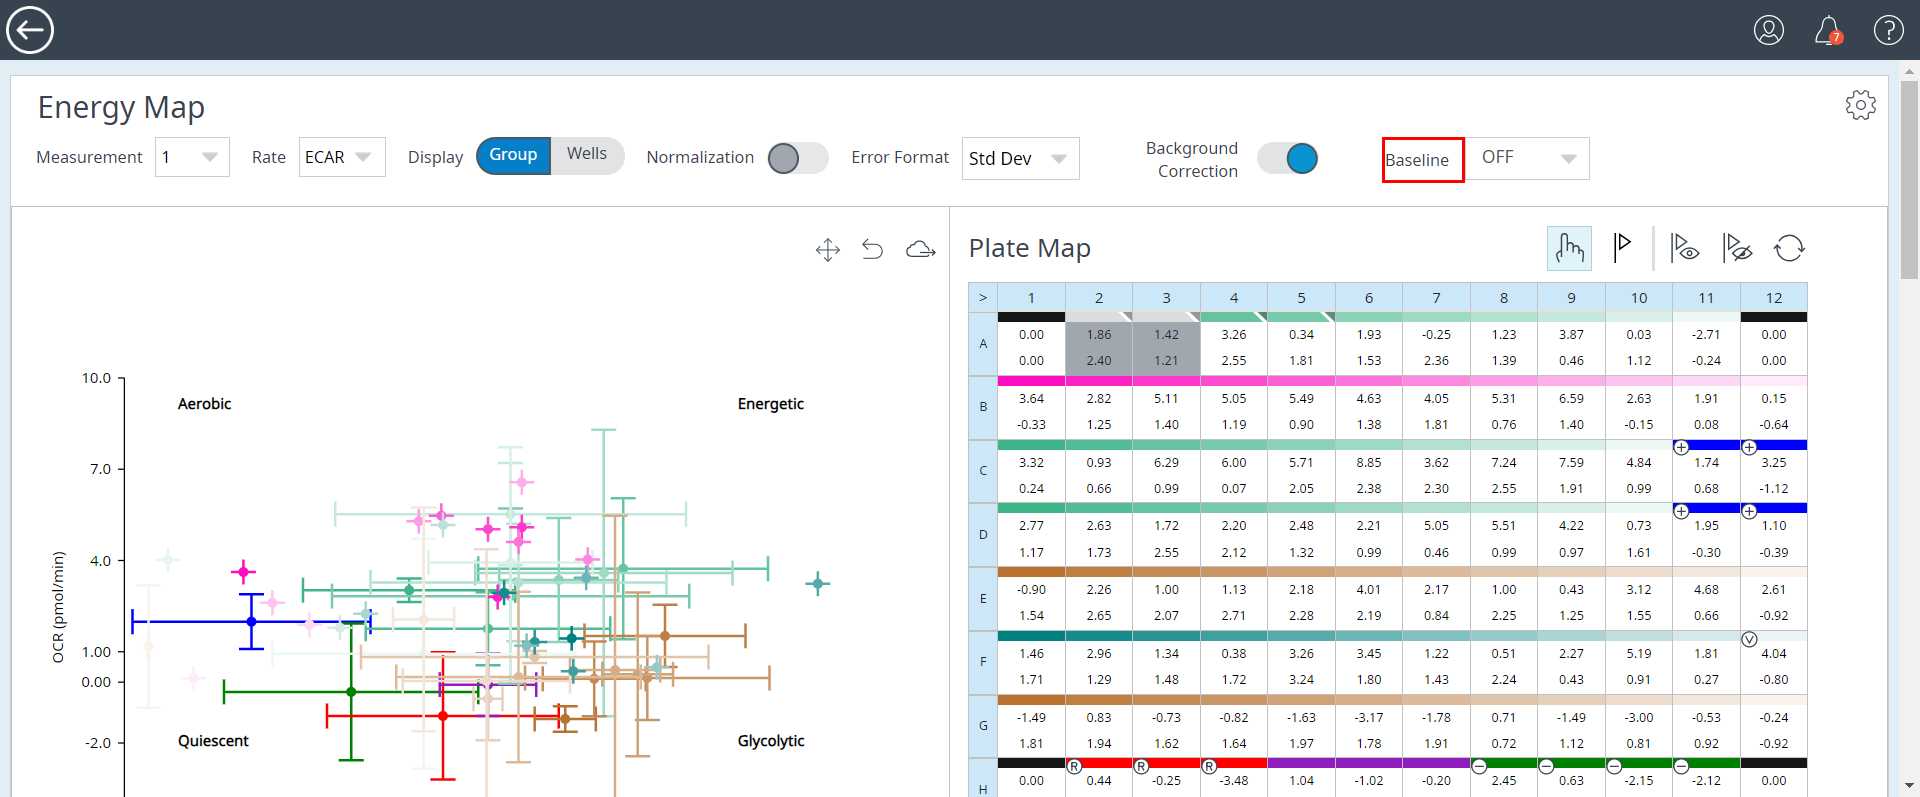 7
Energy Map
Measurement 1 Rate ECAR Display Group Wells Normalization Error Format Std Dev Background Correction Baseline OFF
Plate Map
> 1 2 3 4 5 6 7 8 9 10 11 12
A 0.00 1.86 1.42 3.26 0.34 1.93 -0.25 1.23 3.87 0.03 -2.71 0.00
0.00 2.40 1.21 2.55 1.81 1.53 2.36 1.39 0.46 1.12 -0.24 0.00
B 3.64 2.82 5.11 5.05 5.49 4.63 4.05 5.31 6.59 2.63 1.91 0.15
-0.33 1.25 1.40 1.19 0.90 1.38 1.81 0.76 1.40 -0.15 0.08 -0.64
C 3.32 0.93 6.29 6.00 5.71 8.85 3.62 7.24 7.59 4.84 1.74 3.25
0.24 0.66 0.99 0.07 2.05 2.38 2.30 2.55 1.91 0.99 0.68 -1.12
D 2.77 2.63 1.72 2.20 2.48 2.21 5.05 5.51 4.22 0.73 1.95 1.10
1.17 1.73 2.55 2.12 1.32 0.99 0.46 0.99 0.97 1.61 -0.30 -0.39
E -0.90 2.26 1.00 1.13 2.18 4.01 2.17 1.00 0.43 3.12 4.68 2.61
1.54 2.65 2.07 2.71 2.28 2.19 0.84 2.25 1.25 1.55 0.66 -0.92
F 1.46 2.96 1.34 0.38 3.26 3.45 1.22 0.51 2.27 5.19 1.81 V 4.04
1.71 1.29 1.48 1.72 3.24 1.80 1.43 2.24 0.43 0.91 0.27 -0.80
G -1.49 0.83 -0.73 -0.82 -1.63 -3.17 -1.78 0.71 -1.49 -3.00 -0.53 -0.24
1.81 1.94 1.62 1.64 1.97 1.78 1.91 0.72 1.12 0.81 0.92 -0.92
R R R
H 0.00 0.44 -0.25 -3.48 1.04 -1.02 -0.20 2.45 0.63 -2.15 -2.12 0.00
10.0
Aerobic Energetic
7.0
4.0
OCR (pmol/min)
1.00
0.00
-2.0
Quiescent Glycolytic